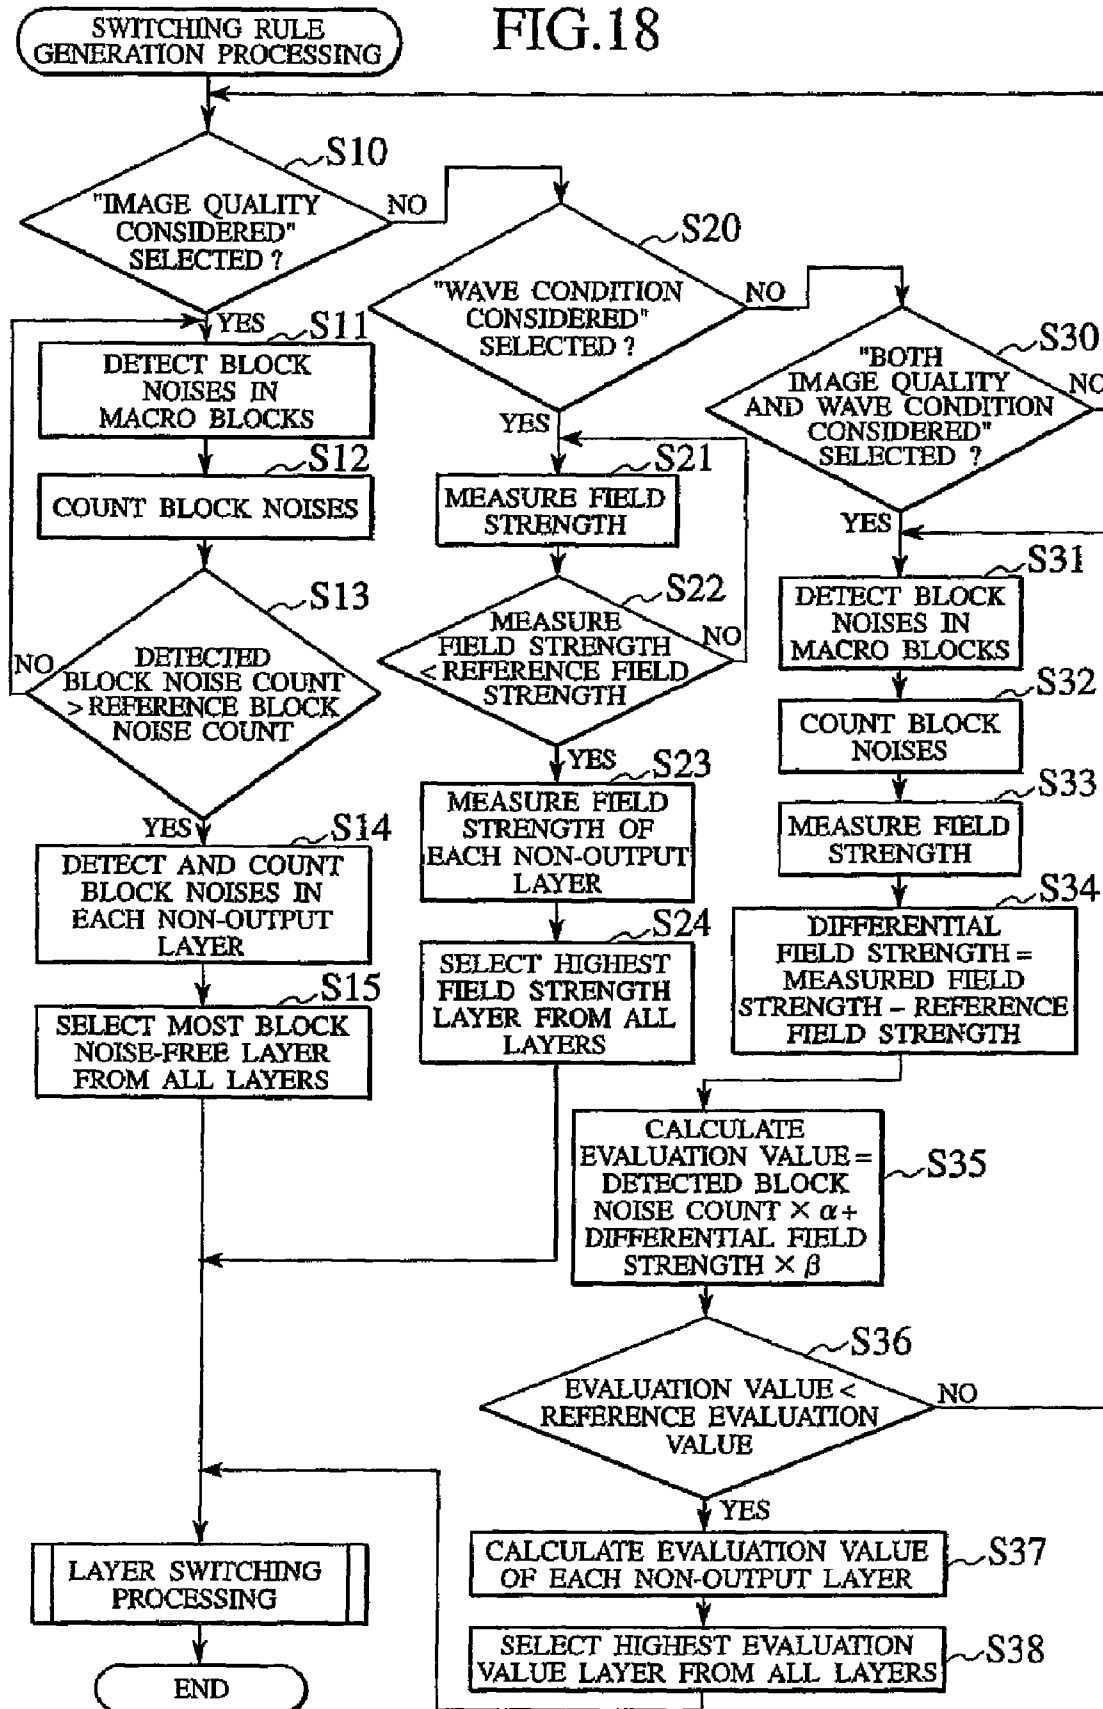 FIG.18
SWITCHING RULE
GENERATION PROCESSING
S10
"IMAGE QUALITY
CONSIDERED"
SELECTED ?
NO
YES
S11
DETECT BLOCK
NOISES IN
MACRO BLOCKS
S12
COUNT BLOCK NOISES
S13
DETECTED
BLOCK NOISE COUNT
> REFERENCE BLOCK
NOISE COUNT
NO
YES
S14
DETECT AND COUNT
BLOCK NOISES IN
EACH NON-OUTPUT
LAYER
S15
SELECT MOST BLOCK
NOISE-FREE LAYER
FROM ALL LAYERS
S20
"WAVE CONDITION
CONSIDERED"
SELECTED ?
NO
YES
S21
MEASURE FIELD
STRENGTH
S22
MEASURE
FIELD STRENGTH
< REFERENCE FIELD
STRENGTH
NO
YES
S23
MEASURE FIELD
STRENGTH OF
EACH NON-OUTPUT
LAYER
S24
SELECT HIGHEST
FIELD STRENGTH
LAYER FROM ALL
LAYERS
S30
"BOTH
IMAGE QUALITY
AND WAVE CONDITION
CONSIDERED"
SELECTED ?
NO
YES
S31
DETECT BLOCK
NOISES IN
MACRO BLOCKS
S32
COUNT BLOCK
NOISES
S33
MEASURE FIELD
STRENGTH
S34
DIFFERENTIAL
FIELD STRENGTH =
MEASURED FIELD
STRENGTH − REFERENCE
FIELD STRENGTH
S35
CALCULATE
EVALUATION VALUE =
DETECTED BLOCK
NOISE COUNT × α +
DIFFERENTIAL FIELD
STRENGTH × β
S36
EVALUATION VALUE <
REFERENCE EVALUATION
VALUE
NO
YES
S37
CALCULATE EVALUATION VALUE
OF EACH NON-OUTPUT LAYER
S38
SELECT HIGHEST EVALUATION
VALUE LAYER FROM ALL LAYERS
LAYER SWITCHING
PROCESSING
END